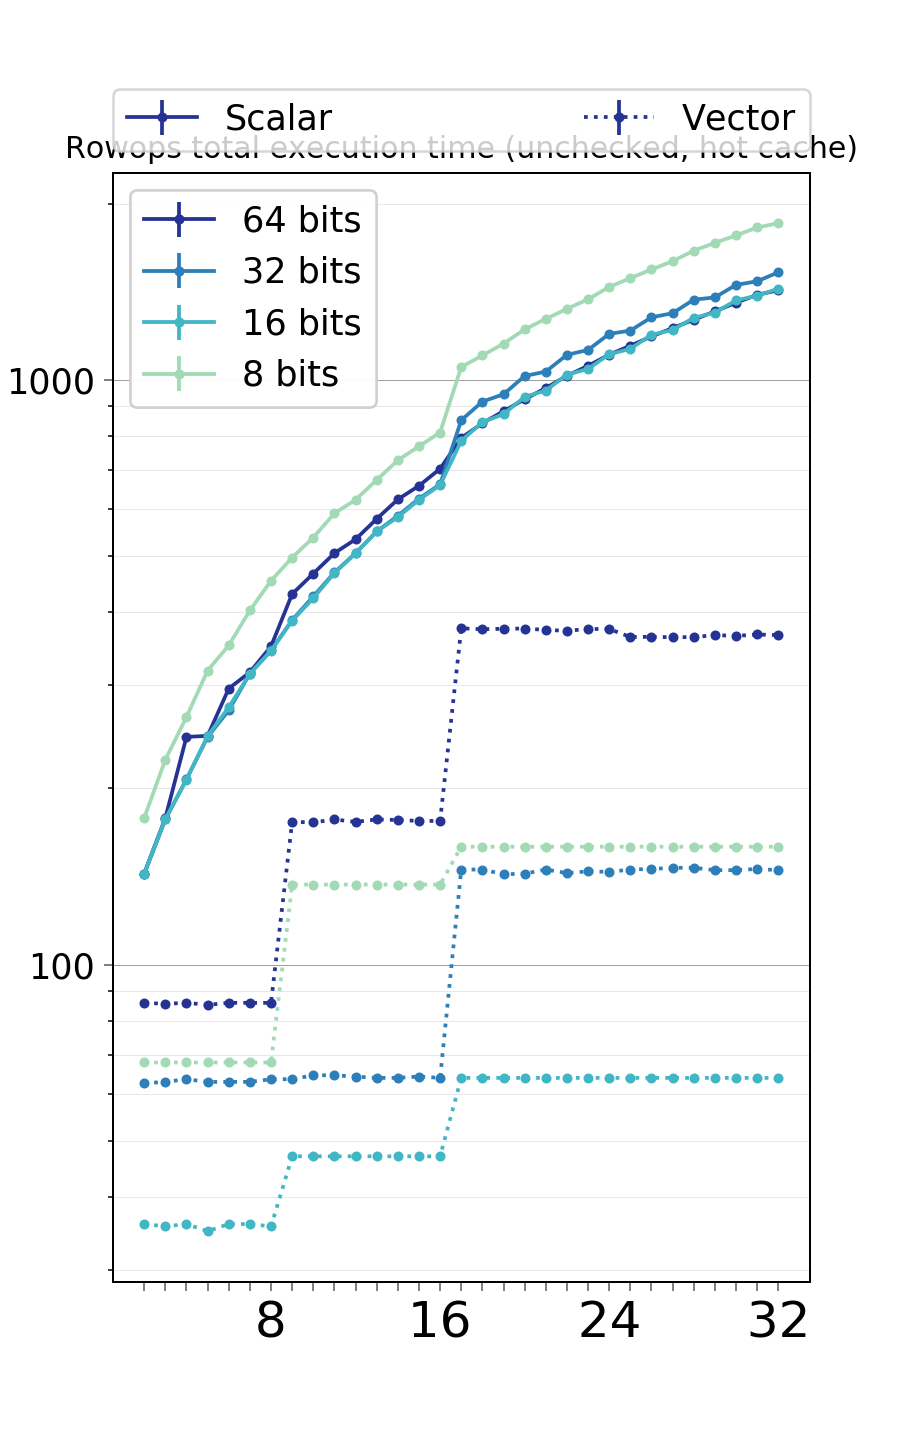 Scalar Vector
Rowops total execution time (unchecked, hot cache)
64 bits
32 bits
16 bits
8 bits
1000
100
8 16 24 32